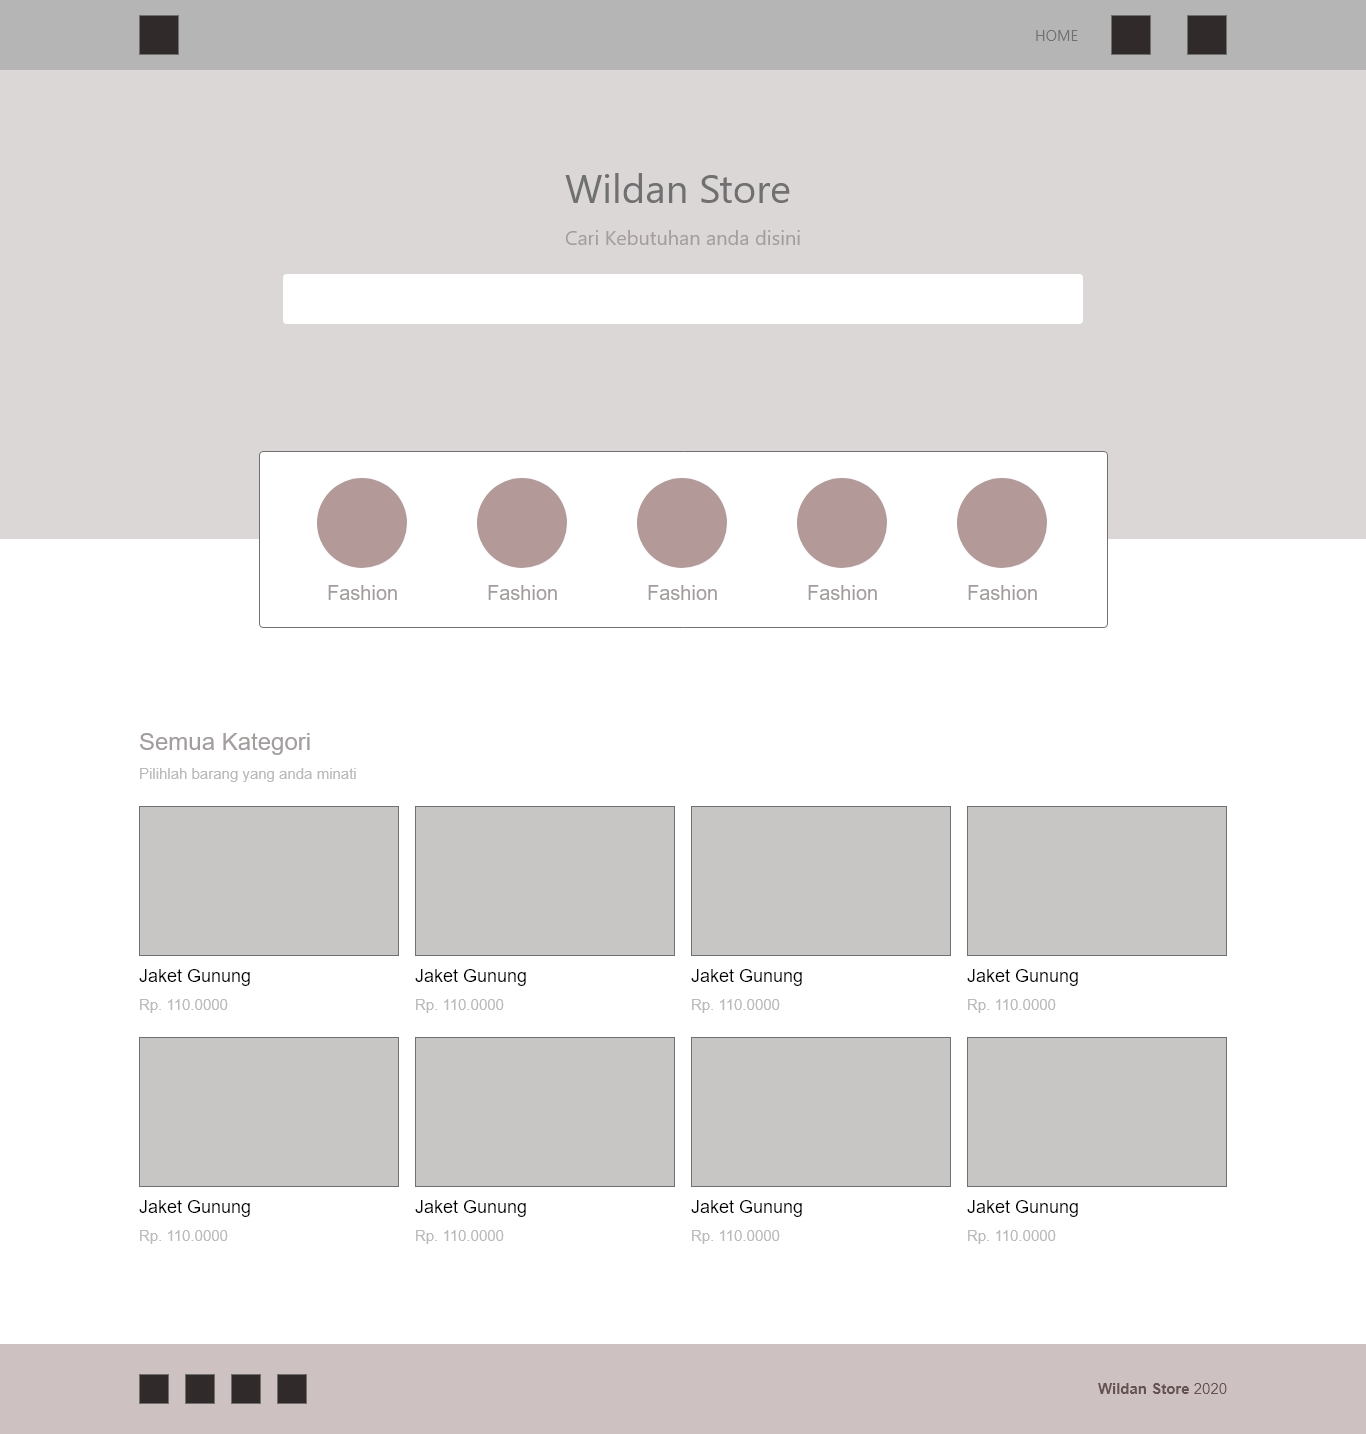 HOME
Wildan Store
Cari Kebutuhan anda disini
Fashion Fashion Fashion Fashion Fashion
Semua Kategori
Pilihlah barang yang anda minati
Jaket Gunung Jaket Gunung Jaket Gunung Jaket Gunung
Rp. 110.0000 Rp. 110.0000 Rp. 110.0000 Rp. 110.0000
Jaket Gunung Jaket Gunung Jaket Gunung Jaket Gunung
Rp. 110.0000 Rp. 110.0000 Rp. 110.0000 Rp. 110.0000
Wildan Store 2020